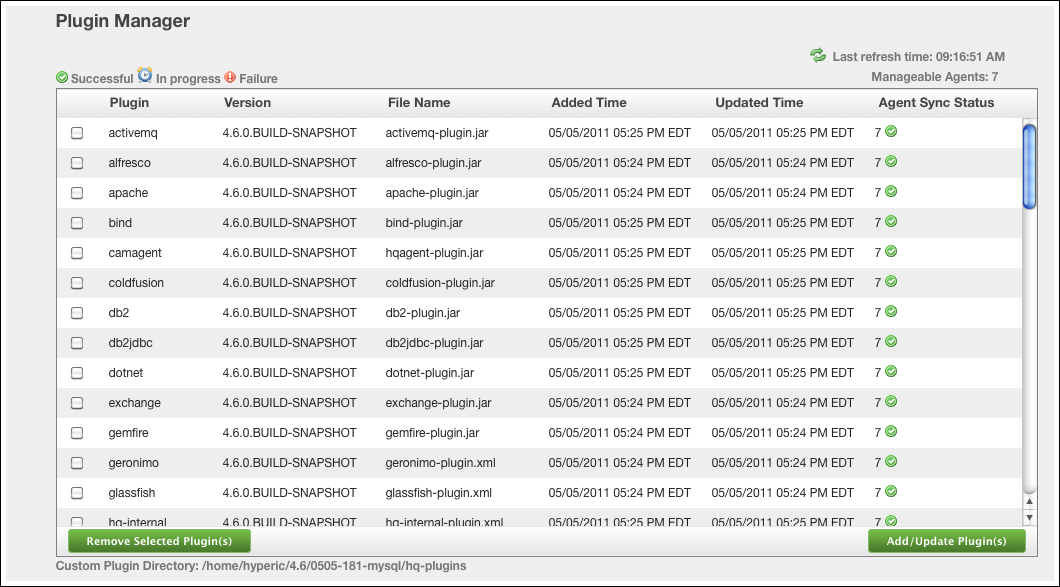 Plugin Manager
Last refresh time: 09:16:51 AM
Successful In progress Failure
Manageable Agents: 7
Plugin Version File Name Added Time Updated Time Agent Sync Status
activemq 4.6.0.BUILD-SNAPSHOT activemq-plugin.jar 05/05/2011 05:25 PM EDT 05/05/2011 05:25 PM EDT 7
alfresco 4.6.0.BUILD-SNAPSHOT alfresco-plugin.jar 05/05/2011 05:24 PM EDT 05/05/2011 05:24 PM EDT 7
apache 4.6.0.BUILD-SNAPSHOT apache-plugin.jar 05/05/2011 05:24 PM EDT 05/05/2011 05:24 PM EDT 7
bind 4.6.0.BUILD-SNAPSHOT bind-plugin.jar 05/05/2011 05:25 PM EDT 05/05/2011 05:25 PM EDT 7
camagent 4.6.0.BUILD-SNAPSHOT hqagent-plugin.jar 05/05/2011 05:25 PM EDT 05/05/2011 05:25 PM EDT 7
coldfusion 4.6.0.BUILD-SNAPSHOT coldfusion-plugin.jar 05/05/2011 05:25 PM EDT 05/05/2011 05:25 PM EDT 7
db2 4.6.0.BUILD-SNAPSHOT db2-plugin.jar 05/05/2011 05:25 PM EDT 05/05/2011 05:25 PM EDT 7
db2jdbc 4.6.0.BUILD-SNAPSHOT db2jdbc-plugin.jar 05/05/2011 05:24 PM EDT 05/05/2011 05:24 PM EDT 7
dotnet 4.6.0.BUILD-SNAPSHOT dotnet-plugin.jar 05/05/2011 05:25 PM EDT 05/05/2011 05:25 PM EDT 7
exchange 4.6.0.BUILD-SNAPSHOT exchange-plugin.jar 05/05/2011 05:24 PM EDT 05/05/2011 05:24 PM EDT 7
gemfire 4.6.0.BUILD-SNAPSHOT gemfire-plugin.jar 05/05/2011 05:24 PM EDT 05/05/2011 05:24 PM EDT 7
geronimo 4.6.0.BUILD-SNAPSHOT geronimo-plugin.xml 05/05/2011 05:24 PM EDT 05/05/2011 05:24 PM EDT 7
glassfish 4.6.0.BUILD-SNAPSHOT glassfish-plugin.xml 05/05/2011 05:24 PM EDT 05/05/2011 05:24 PM EDT 7
hq-internal 4.6.0.BUILD-SNAPSHOT hq-internal-plugin.xml 05/05/2011 05:25 PM EDT 05/05/2011 05:25 PM EDT 7
Remove Selected Plugin(s) Add/Update Plugin(s)
Custom Plugin Directory: /home/hyperic/4.6/0505-181-mysql/hq-plugins